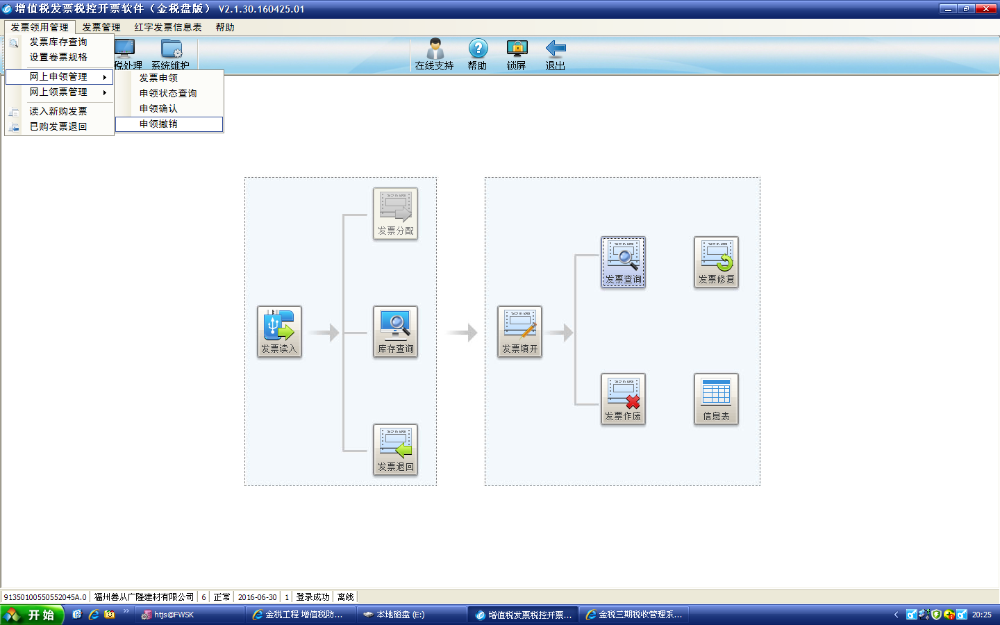 增值税发票税控开票软件（金税盘版） V2.1.30.160425.01
发票领用管理 发票管理 红字发票信息表 帮助
发票库存查询
设置卷票规格
网上申领管理
网上领票管理
读入新购发票
已购发票退回
税处理 系统维护 在线支持 帮助 锁屏 退出
发票申领
申领状态查询
申领确认
申领撤销
发票分配
发票读入
库存查询
发票退回
发票查询
发票修复
发票填开
发票作废
信息表
91350100550552045A.0 福州善从广隆建材有限公司 6 正常 2016-06-30 1 登录成功 离线
开始 htjs@FWSK 金税工程 增值税防... 本地磁盘 (E:) 增值税发票税控开票... 金税三期税收管理系... 20:25